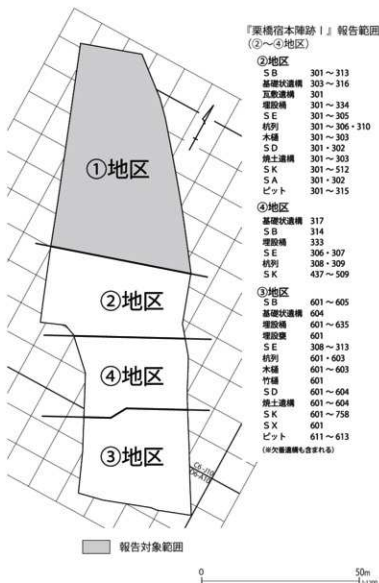 『栗橋宿本陣跡Ⅰ』報告範囲
（②～④地区）
②地区
ＳＢ 301～313
基礎状遺構 303～316
瓦敷遺構 301
埋設桶 301～334
ＳＥ 301～305
杭列 301～306・310
木樋 301～303
ＳＤ 301・302
焼土遺構 301～303
ＳＫ 301～512
ＳＡ 301・302
ピット 301～315
④地区
基礎状遺構 317
ＳＢ 314
埋設桶 333
ＳＥ 306・307
杭列 308・309
ＳＫ 437～509
③地区
ＳＢ 601～605
基礎状遺構 604
埋設桶 601～635
埋設甕 601
ＳＥ 308～313
杭列 601・603
木樋 601～603
竹樋 601
ＳＤ 601～604
焼土遺構 601～604
ＳＫ 601～758
ＳＸ 601
ピット 611～613
（※欠番遺構も含まれる）
①地区
②地区
④地区
③地区
報告対象範囲
0 50m